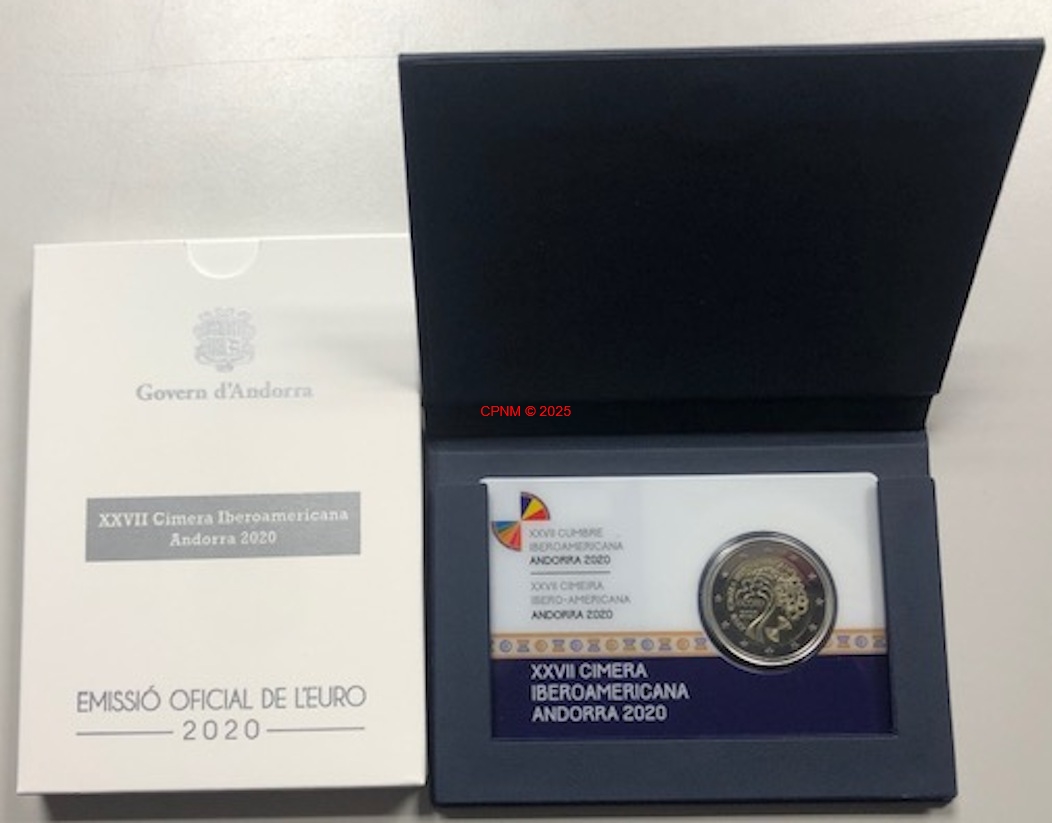 Govern d'Andorra
XXVII Cimera Iberoamericana
Andorra 2020
EMISSIÓ OFICIAL DE L'EURO
2020
CPNM © 2025
XXVII CUMBRE
IBEROAMERICANA
ANDORRA 2020
XXVII CIMEIRA
IBERO-AMERICANA
ANDORRA 2020
XXVII CIMERA
IBEROAMERICANA
ANDORRA 2020